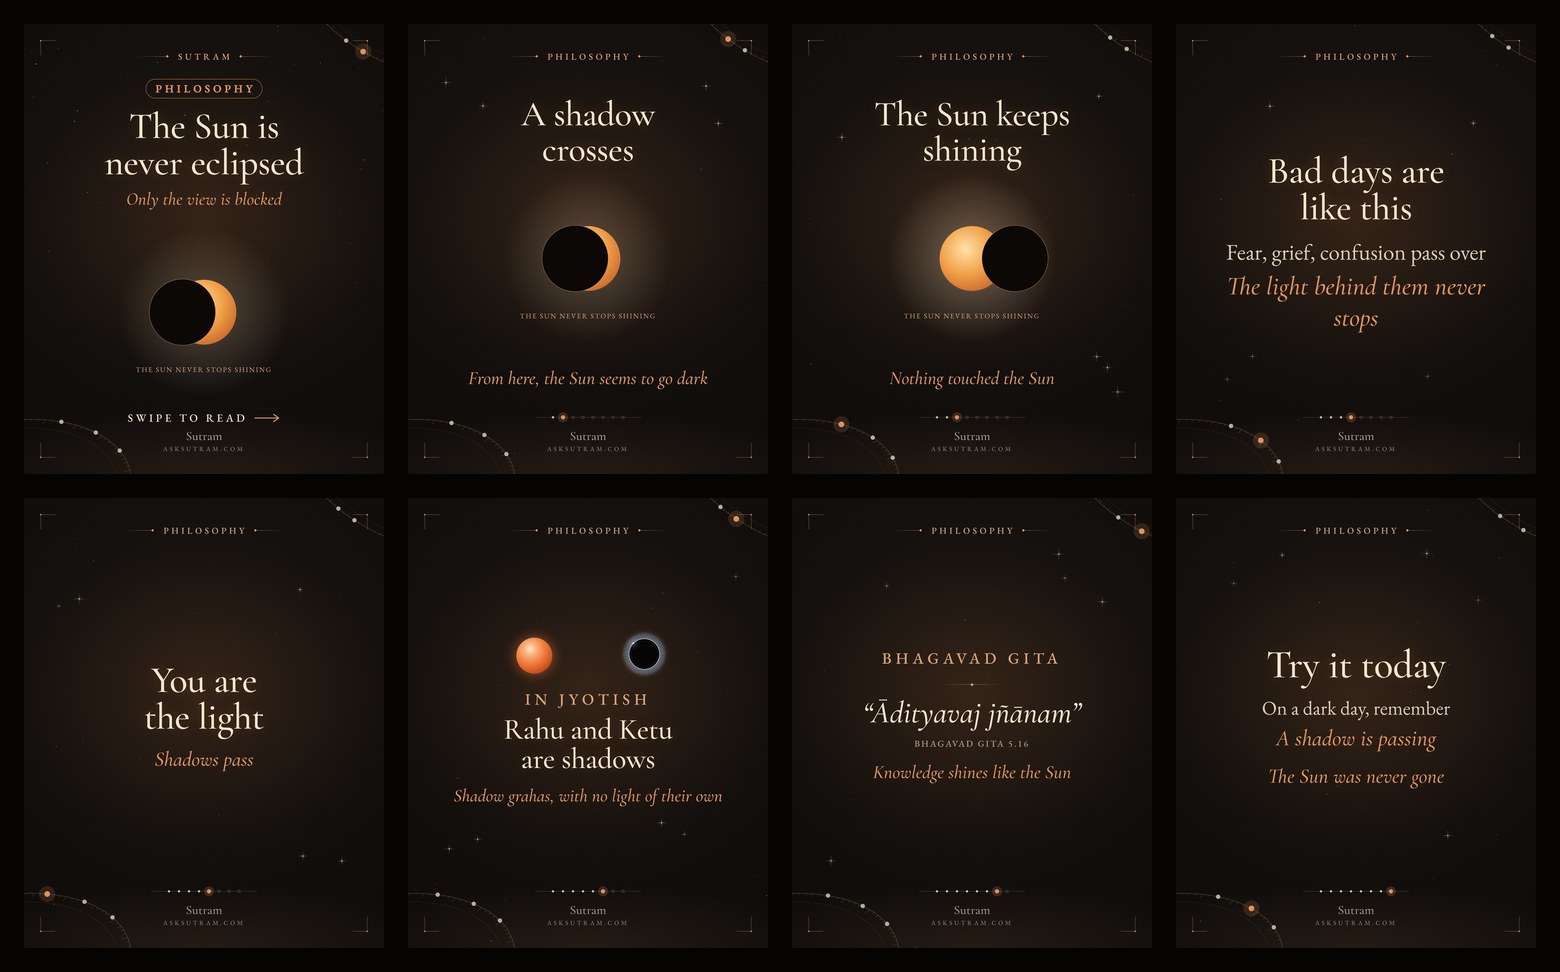 SUTRAM
PHILOSOPHY
The Sun is
never eclipsed
Only the view is blocked
THE SUN NEVER STOPS SHINING
SWIPE TO READ
Sutram
ASKSUTRAM.COM
PHILOSOPHY
A shadow
crosses
THE SUN NEVER STOPS SHINING
From here, the Sun seems to go dark
Sutram
ASKSUTRAM.COM
PHILOSOPHY
The Sun keeps
shining
THE SUN NEVER STOPS SHINING
Nothing touched the Sun
Sutram
ASKSUTRAM.COM
PHILOSOPHY
Bad days are
like this
Fear, grief, confusion pass over
The light behind them never
stops
Sutram
ASKSUTRAM.COM
PHILOSOPHY
You are
the light
Shadows pass
Sutram
ASKSUTRAM.COM
PHILOSOPHY
IN JYOTISH
Rahu and Ketu
are shadows
Shadow grahas, with no light of their own
Sutram
ASKSUTRAM.COM
PHILOSOPHY
BHAGAVAD GITA
“Ādityavaj jñānam”
BHAGAVAD GITA 5.16
Knowledge shines like the Sun
Sutram
ASKSUTRAM.COM
PHILOSOPHY
Try it today
On a dark day, remember
A shadow is passing
The Sun was never gone
Sutram
ASKSUTRAM.COM